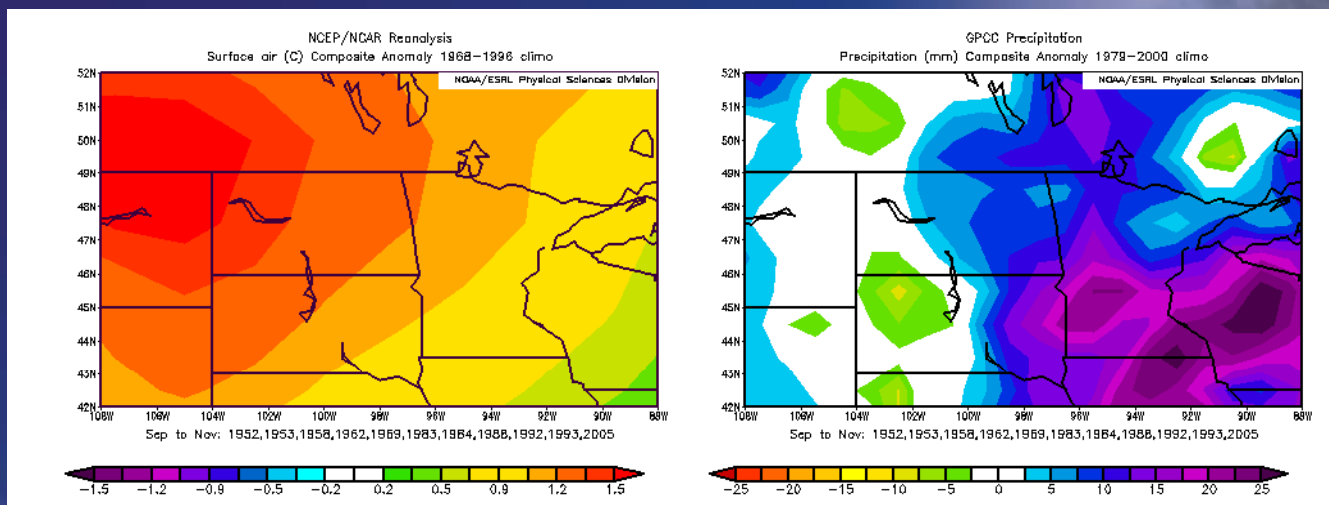 NCEP/NCAR Reanalysis
Surface air (C) Composite Anomaly 1968-1996 climo
NOAA/ESRL Physical Sciences Division
52N
51N
50N
49N
48N
47N
46N
45N
44N
43N
42N
108W 106W 104W 102W 100W 98W 96W 94W 92W 90W 88W
Sep to Nov: 1952,1953,1958,1962,1969,1983,1984,1988,1992,1993,2005
-1.5 -1.2 -0.9 -0.5 -0.2 0.2 0.5 0.9 1.2 1.5
GPCC Precipitation
Precipitation (mm) Composite Anomaly 1979-2000 climo
NOAA/ESRL Physical Sciences Division
52N
51N
50N
49N
48N
47N
46N
45N
44N
43N
42N
108W 106W 104W 102W 100W 98W 96W 94W 92W 90W 88W
Sep to Nov: 1952,1953,1958,1962,1969,1983,1984,1988,1992,1993,2005
-25 -20 -15 -10 -5 0 5 10 15 20 25